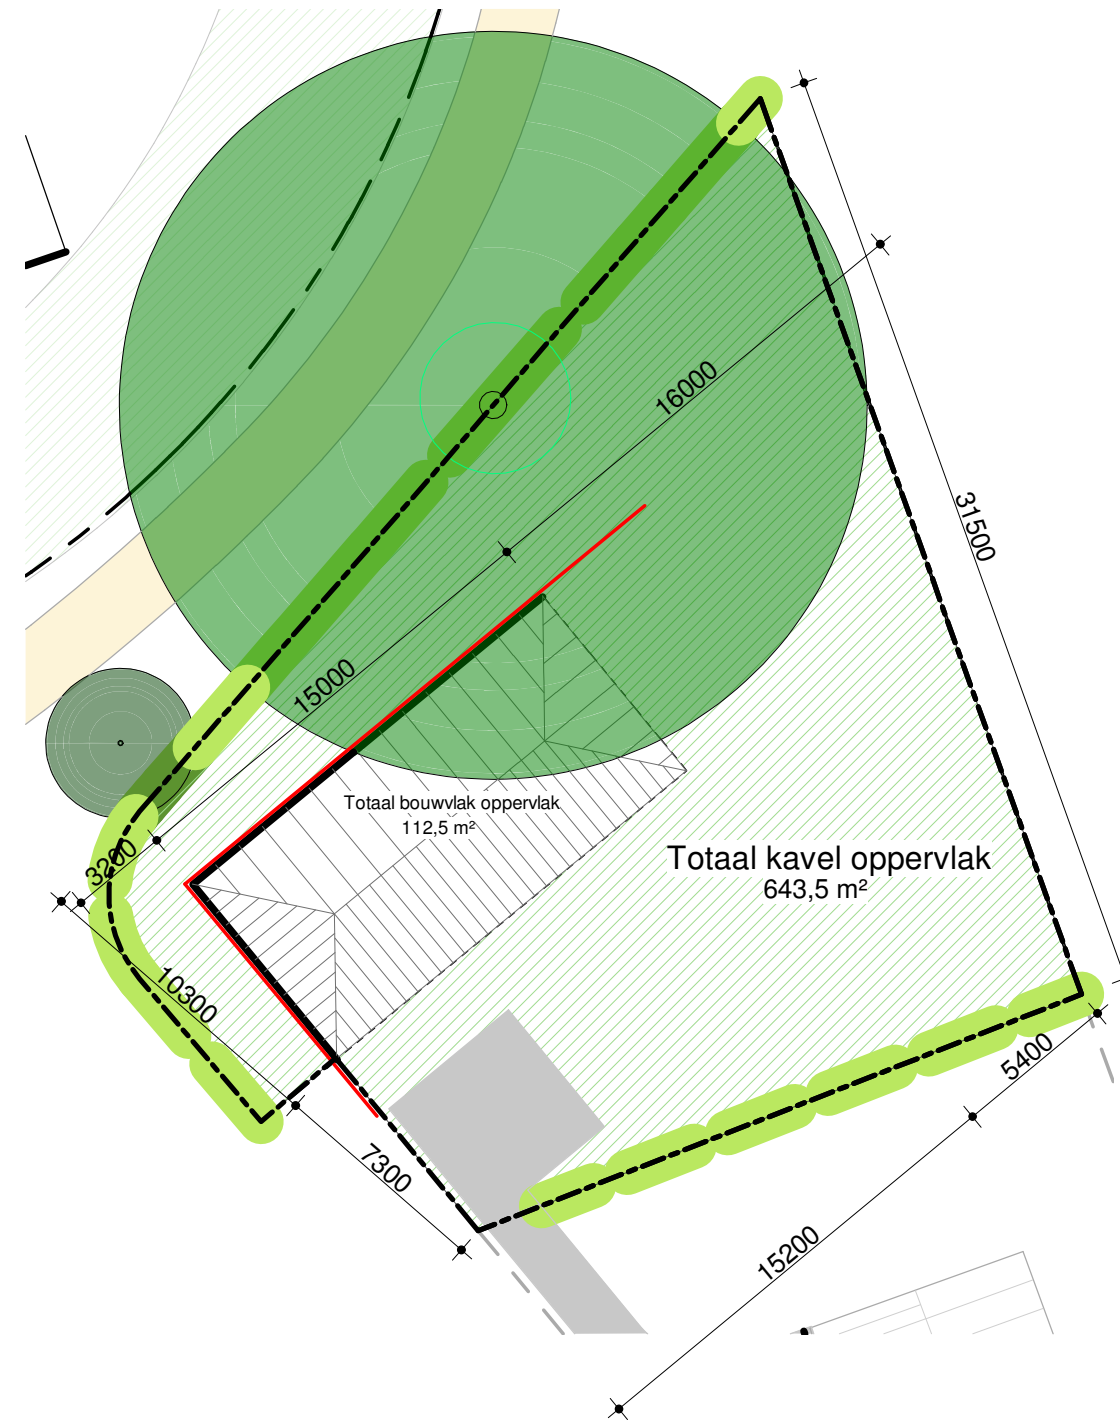 16000
31500
15000
Totaal bouwvlak oppervlak
112,5 m²
3200
Totaal kavel oppervlak
643,5 m²
10300
5400
7300
15200